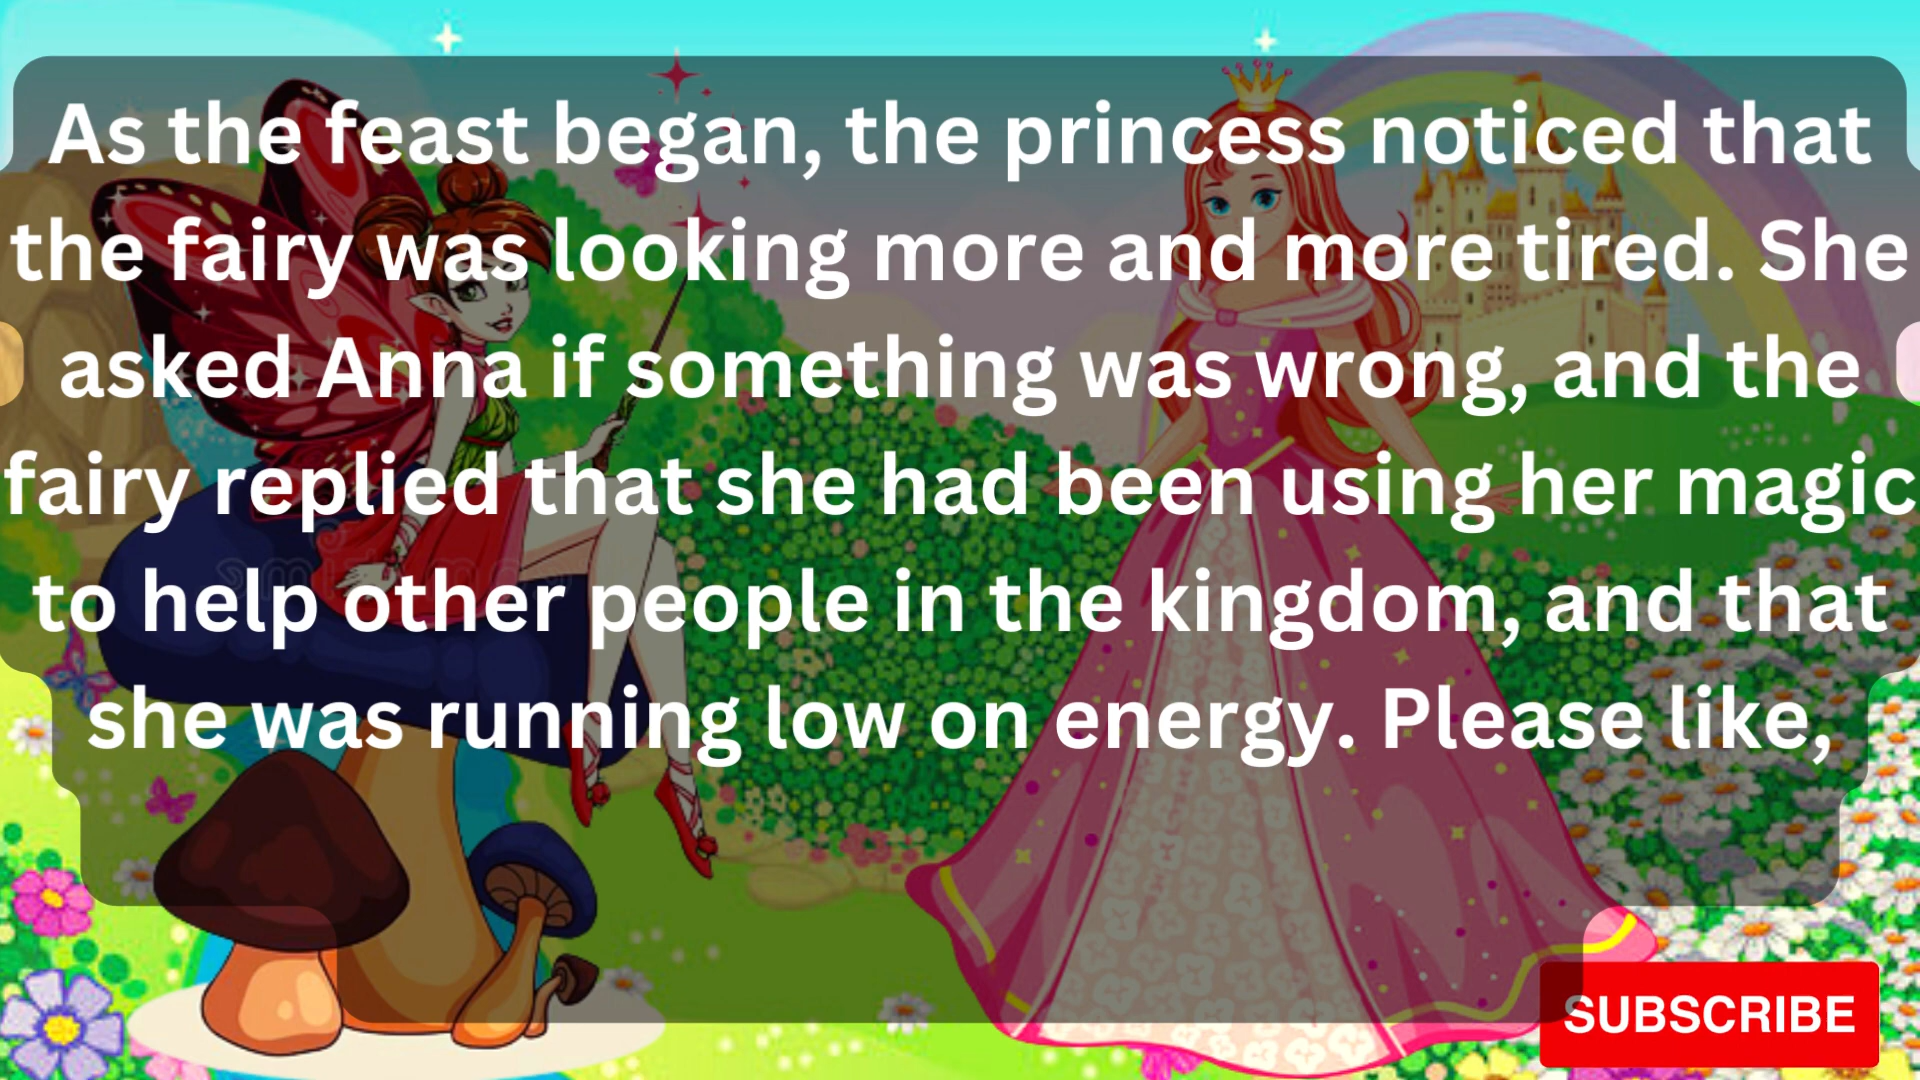 As the feast began, the princess noticed that
the fairy was looking more and more tired. She
asked Anna if something was wrong, and the
fairy replied that she had been using her magic
to help other people in the kingdom, and that
she was running low on energy. Please like,
SUBSCRIBE